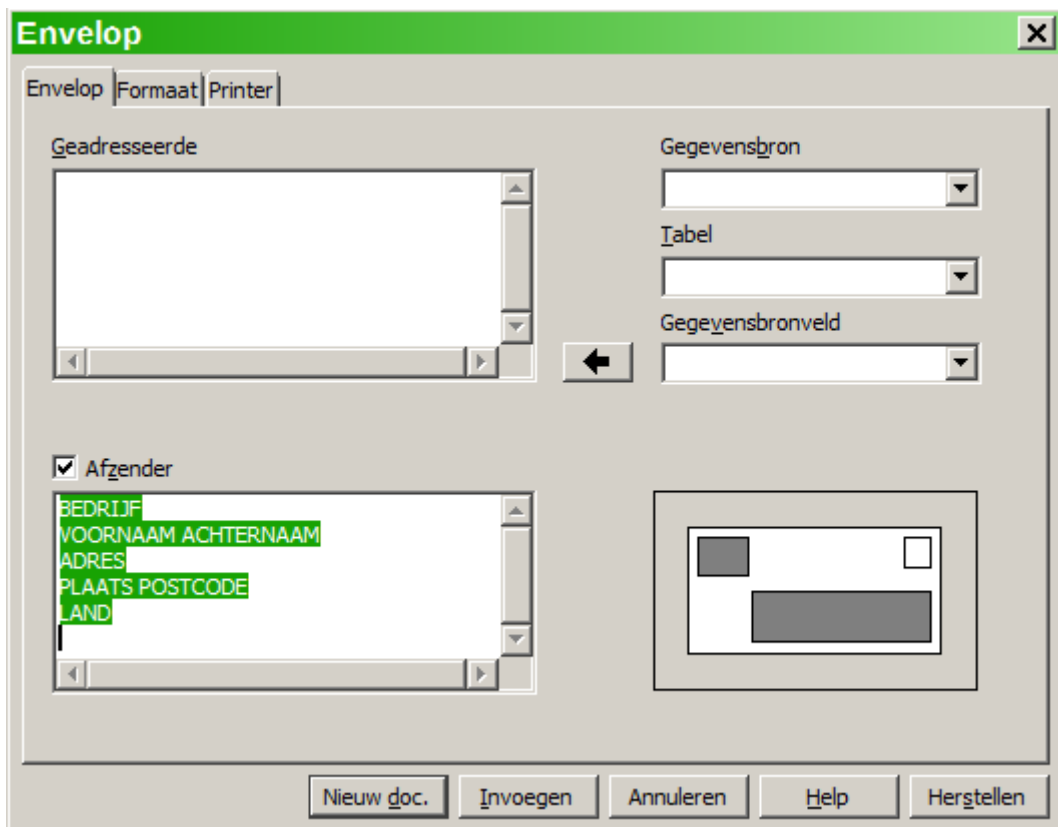 Envelop
Envelop Formaat Printer
Geadresseerde
Gegevensbron
Tabel
Gegevensbronveld
Afzender
BEDRIJF
VOORNAAM ACHTERNAAM
ADRES
PLAATS POSTCODE
LAND
Nieuw doc. Invoegen Annuleren Help Herstellen